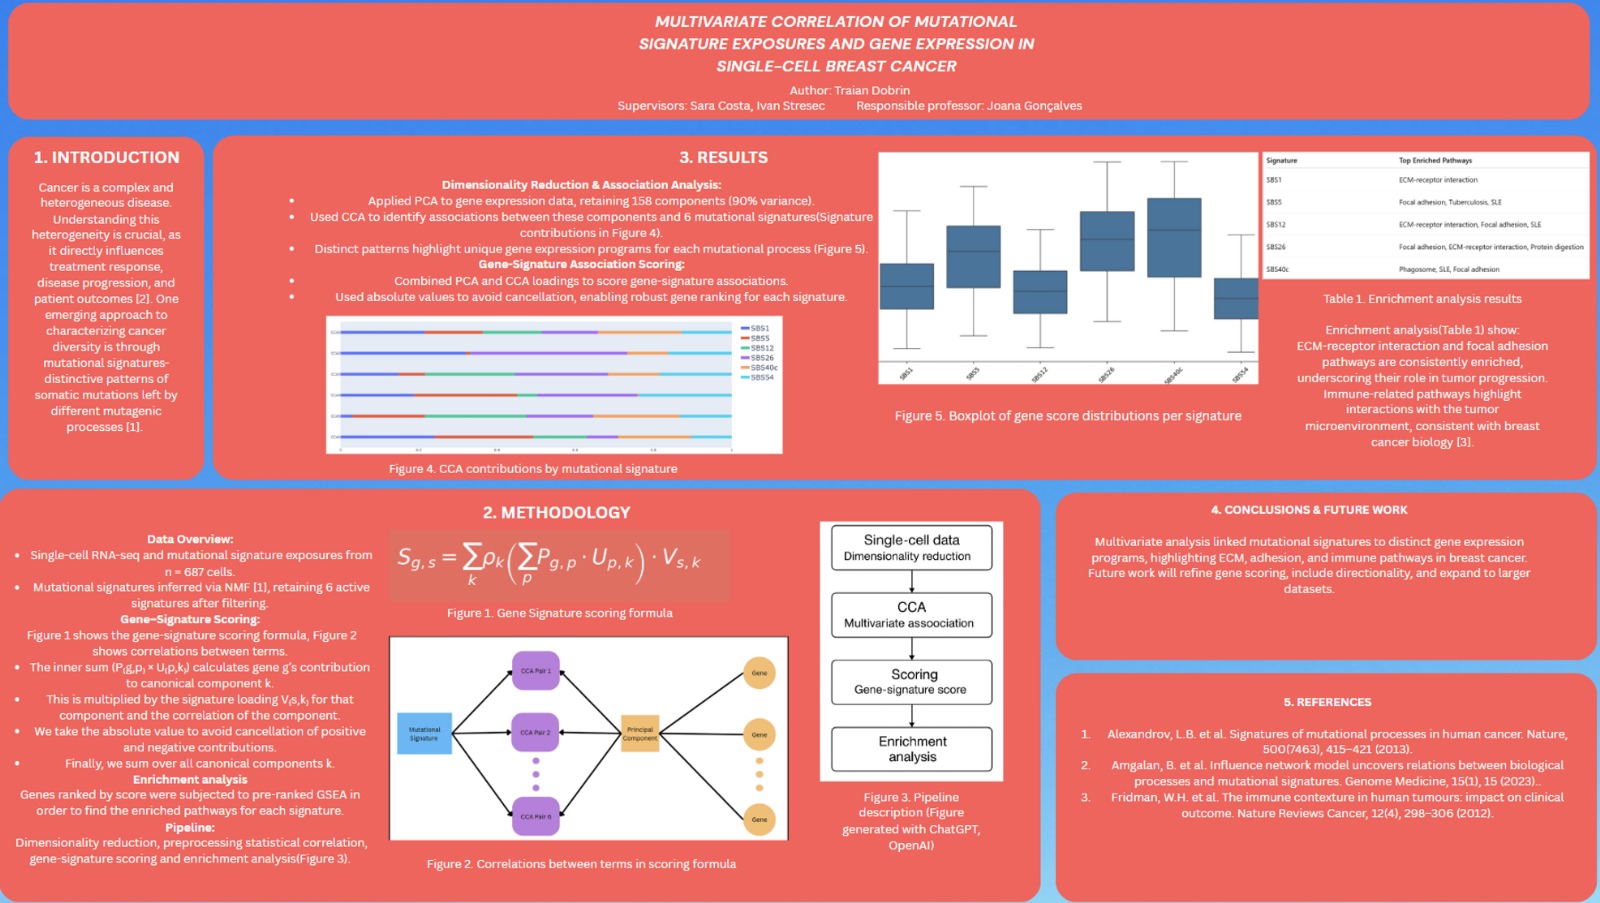 MULTIVARIATE CORRELATION OF MUTATIONAL
SIGNATURE EXPOSURES AND GENE EXPRESSION IN
SINGLE-CELL BREAST CANCER
Author: Traian Dobrin
Supervisors: Sara Costa, Ivan Stresec Responsible professor: Joana Gonçalves
1. INTRODUCTION
Cancer is a complex and
heterogeneous disease.
Understanding this
heterogeneity is crucial, as
it directly influences
treatment response,
disease progression, and
patient outcomes [2]. One
emerging approach to
characterizing cancer
diversity is through
mutational signatures-
distinctive patterns of
somatic mutations left by
different mutagenic
processes [1].
3. RESULTS
Dimensionality Reduction & Association Analysis:
• Applied PCA to gene expression data, retaining 158 components (90% variance).
• Used CCA to identify associations between these components and 6 mutational signatures(Signature
contributions in Figure 4).
• Distinct patterns highlight unique gene expression programs for each mutational process (Figure 5).
Gene-Signature Association Scoring:
• Combined PCA and CCA loadings to score gene-signature associations.
• Used absolute values to avoid cancellation, enabling robust gene ranking for each signature.
SBS1
SBS5
SBS12
SBS26
SBS40c
SBS54
Figure 4. CCA contributions by mutational signature
SBS1
SBS5
SBS12
SBS26
SBS40c
SBS54
Figure 5. Boxplot of gene score distributions per signature
Signature Top Enriched Pathways
SBS1 ECM-receptor interaction
SBS5 Focal adhesion, Tuberculosis, SLE
SBS12 ECM-receptor interaction, Focal adhesion, SLE
SBS26 Focal adhesion, ECM-receptor interaction, Protein digestion
SBS40c Phagosome, SLE, Focal adhesion
Table 1. Enrichment analysis results
Enrichment analysis(Table 1) show:
ECM-receptor interaction and focal adhesion
pathways are consistently enriched,
underscoring their role in tumor progression.
Immune-related pathways highlight
interactions with the tumor
microenvironment, consistent with breast
cancer biology [3].
2. METHODOLOGY
Data Overview:
• Single-cell RNA-seq and mutational signature exposures from
n = 687 cells.
• Mutational signatures inferred via NMF [1], retaining 6 active
signatures after filtering.
Gene–Signature Scoring:
Figure 1 shows the gene-signature scoring formula, Figure 2
shows correlations between terms.
• The inner sum (P₍g,p₎ × U₍p,k₎) calculates gene g's contribution
to canonical component k.
• This is multiplied by the signature loading V₍s,k₎ for that
component and the correlation of the component.
• We take the absolute value to avoid cancellation of positive
and negative contributions.
• Finally, we sum over all canonical components k.
Enrichment analysis
Genes ranked by score were subjected to pre-ranked GSEA in
order to find the enriched pathways for each signature.
Pipeline:
Dimensionality reduction, preprocessing statistical correlation,
gene-signature scoring and enrichment analysis(Figure 3).
S_{g,s} = ∑_k ρ_k(∑_p P_{g,p} · U_{p,k}) · V_{s,k}
Figure 1. Gene Signature scoring formula
Mutational
Signature
CCA Pair 1
CCA Pair 2
CCA Pair 6
Principal
Component
Gene
Gene
Gene
Figure 2. Correlations between terms in scoring formula
Single-cell data
Dimensionality reduction
CCA
Multivariate assoociation
Scoring
Gene-signature score
Enrichment
analysis
Figure 3. Pipeline
description (Figure
generated with ChatGPT,
OpenAI)
4. CONCLUSIONS & FUTURE WORK
Multivariate analysis linked mutational signatures to distinct gene expression
programs, highlighting ECM, adhesion, and immune pathways in breast cancer.
Future work will refine gene scoring, include directionality, and expand to larger
datasets.
5. REFERENCES
1. Alexandrov, L.B. et al. Signatures of mutational processes in human cancer. Nature,
500(7463), 415–421 (2013).
2. Amgalan, B. et al. Influence network model uncovers relations between biological
processes and mutational signatures. Genome Medicine, 15(1), 15 (2023)..
3. Fridman, W.H. et al. The immune contexture in human tumours: impact on clinical
outcome. Nature Reviews Cancer, 12(4), 298–306 (2012).